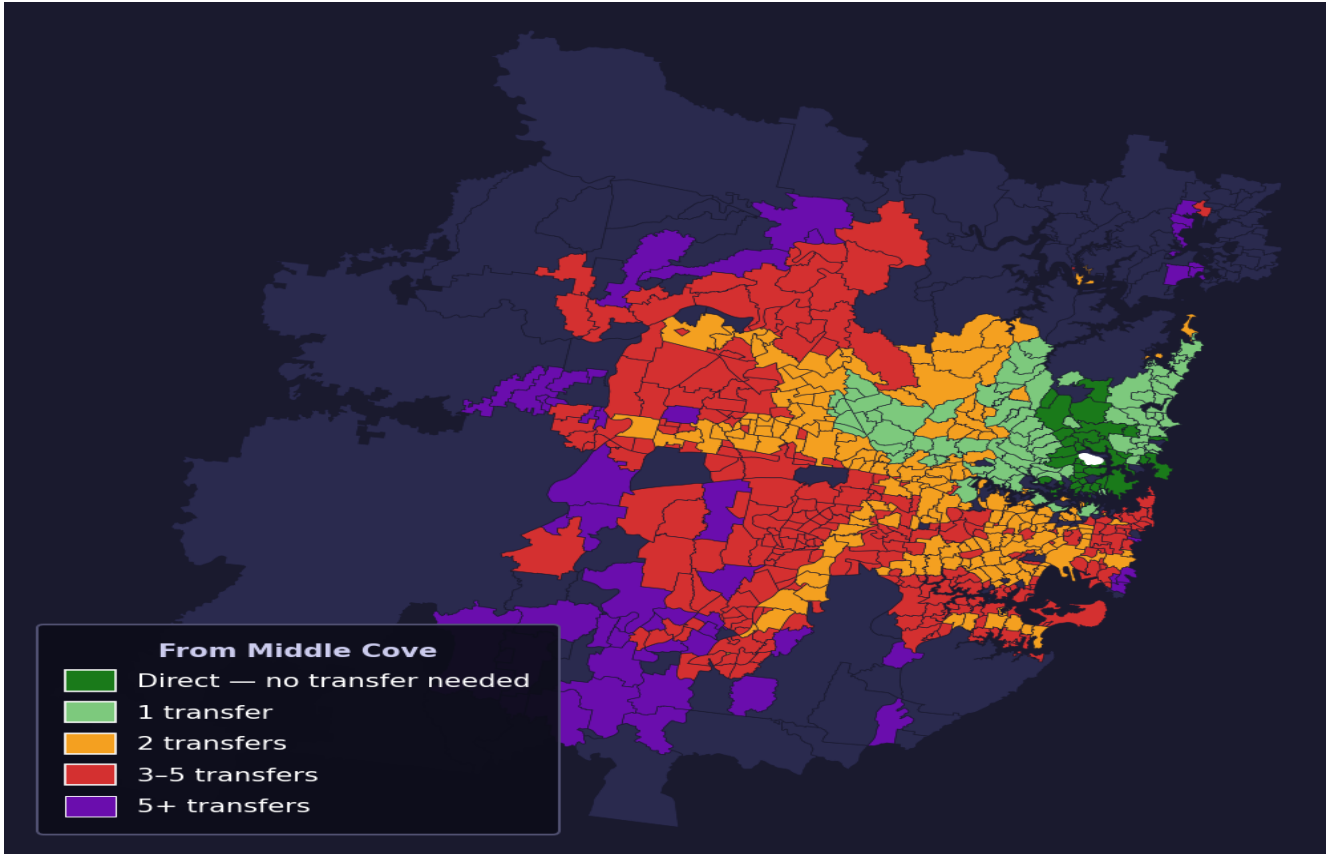 From Middle Cove
Direct — no transfer needed
1 transfer
2 transfers
3–5 transfers
5+ transfers